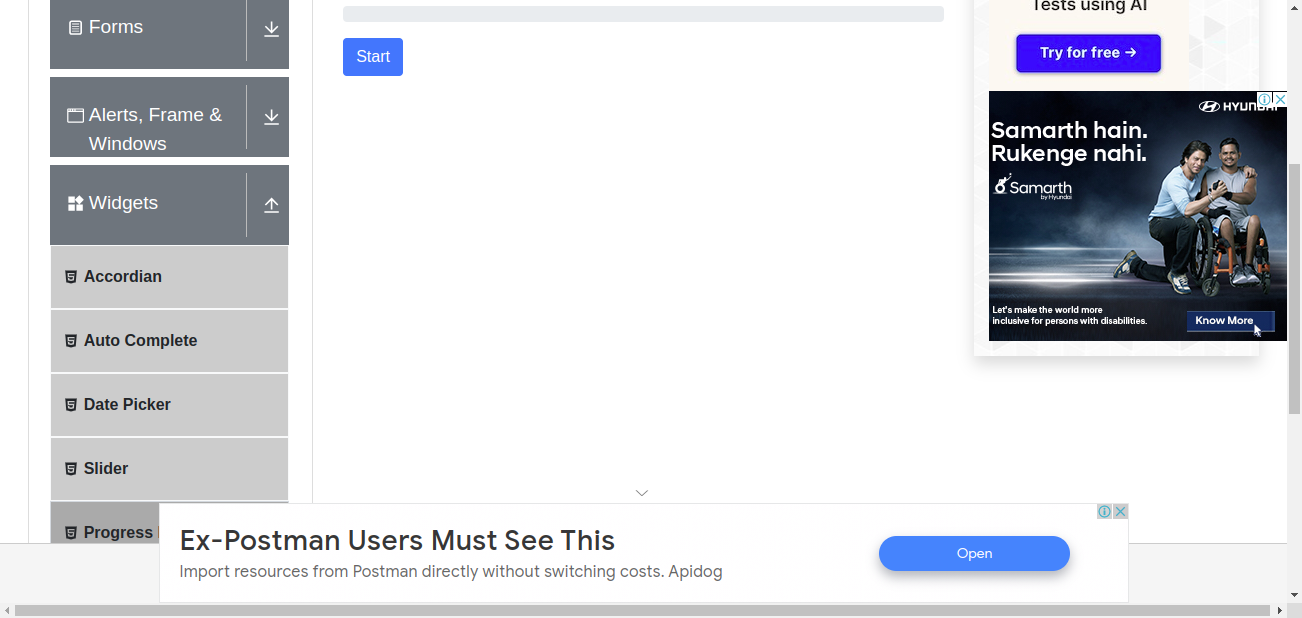 Forms
Alerts, Frame &
Windows
Widgets
Accordian
Auto Complete
Date Picker
Slider
Progress
Start
Tests using AI
Try for free →
HYUNDAI
Samarth hain.
Rukenge nahi.
Samarth
by Hyundai
Let's make the world more
inclusive for persons with disabilities.
Know More
Ex-Postman Users Must See This
Import resources from Postman directly without switching costs. Apidog
Open